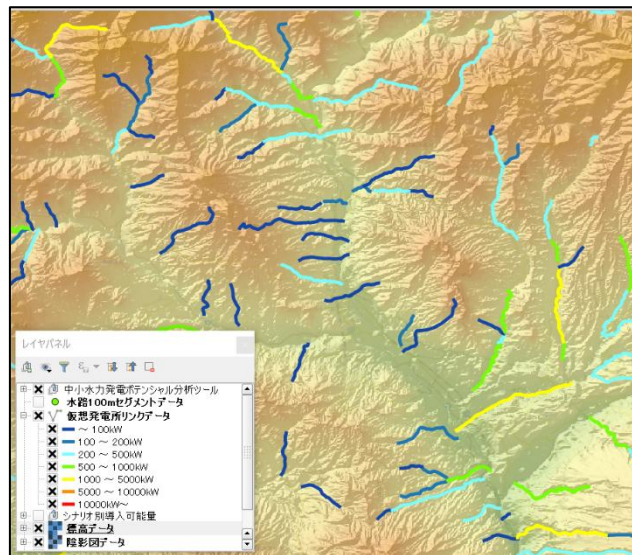 レイヤパネル
中小水力発電ポテンシャル分析ツール
水路100mセグメントデータ
仮想発電所リンクデータ
～ 100kW
100 ～ 200kW
200 ～ 500kW
500 ～ 1000kW
1000 ～ 5000kW
5000 ～ 10000kW
10000kW～
シナリオ別導入可能量
標高データ
陰影図データ